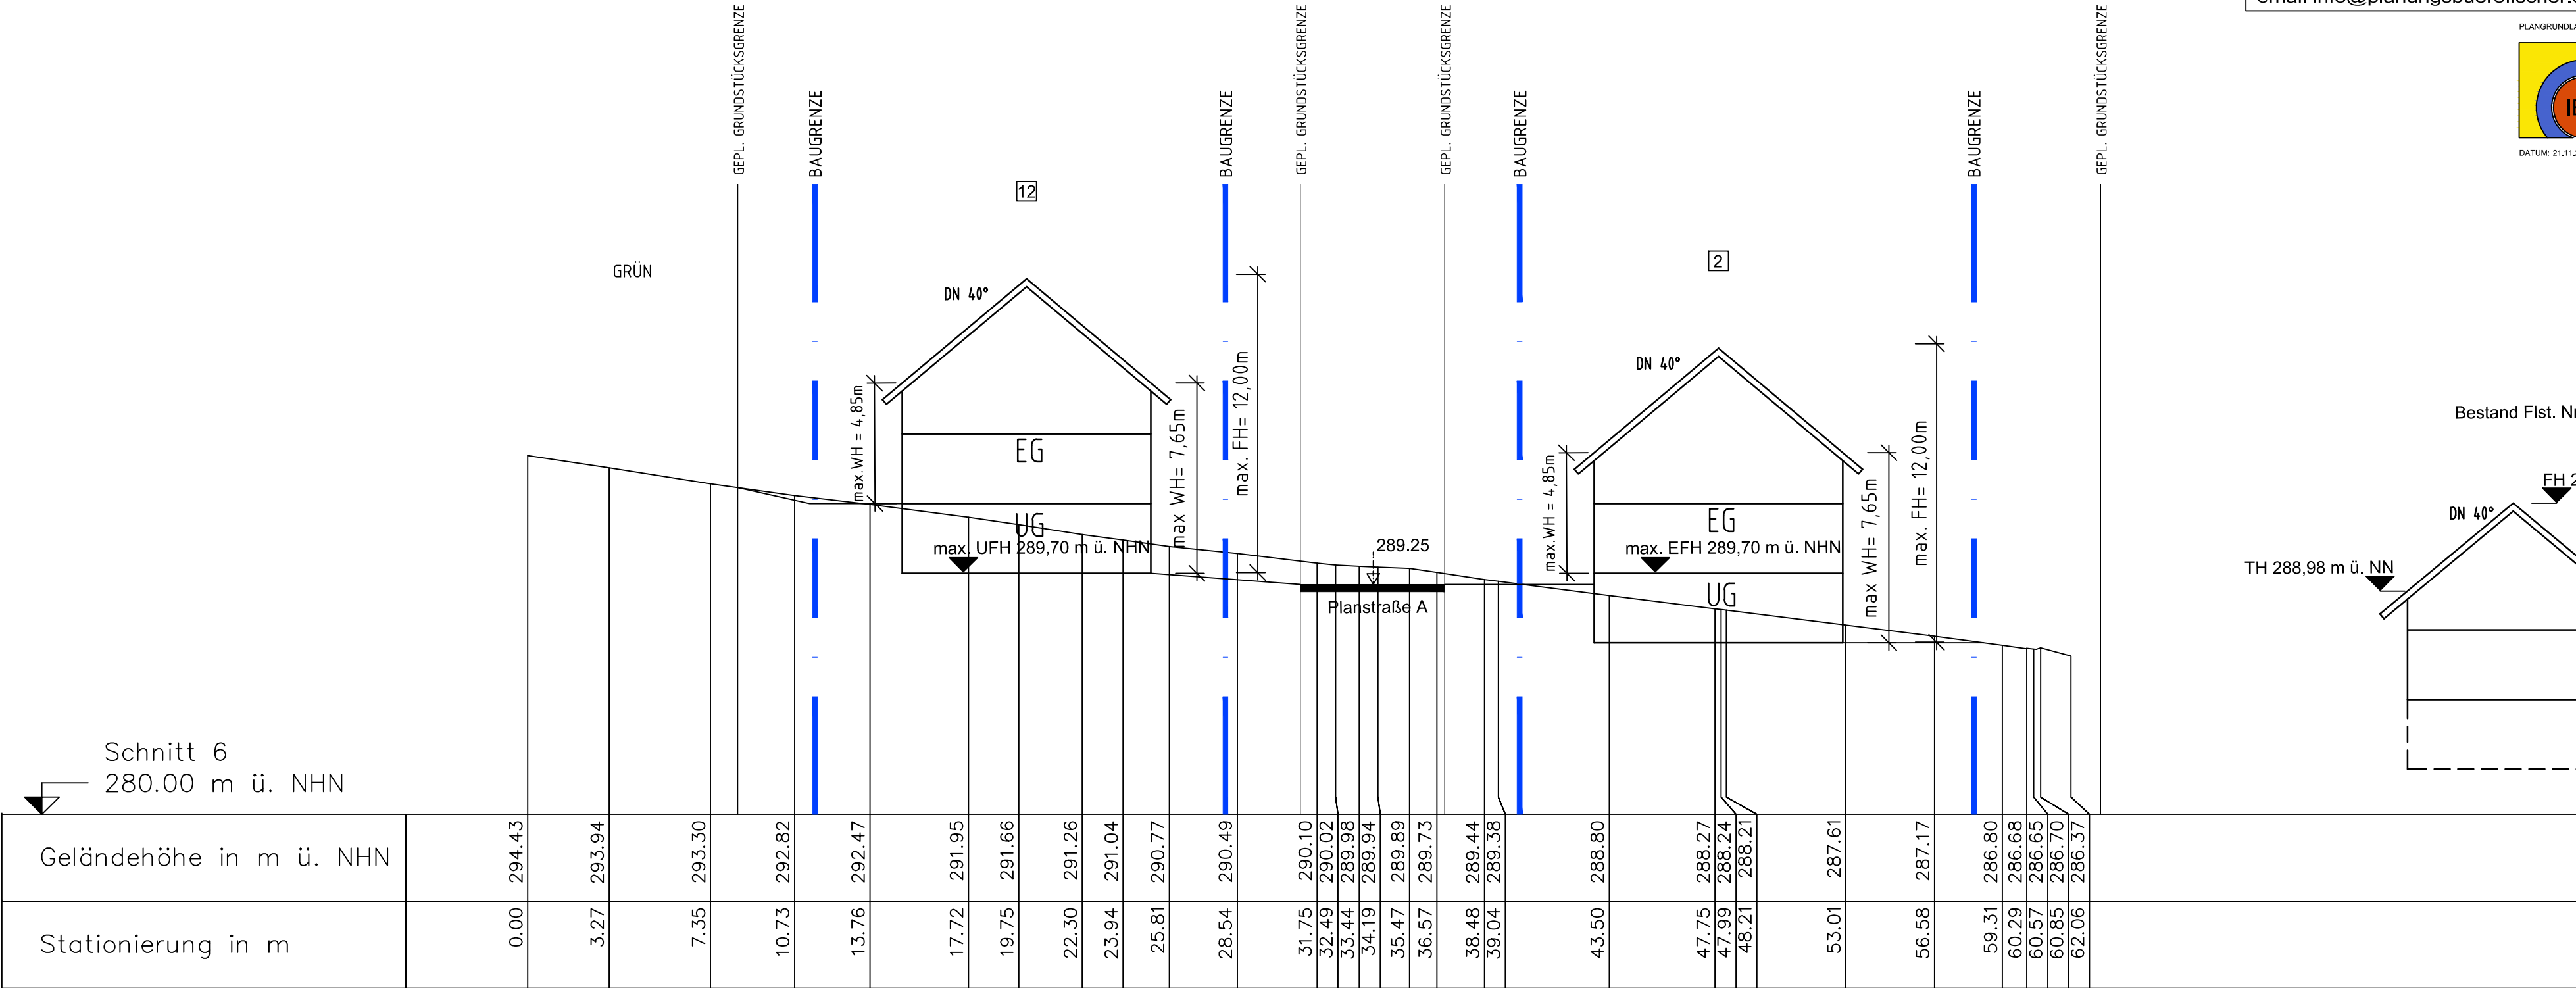 GEPL. GRUNDSTÜCKSGRENZE
BAUGRENZE
BAUGRENZE
GEPL. GRUNDSTÜCKSGRENZE
GEPL. GRUNDSTÜCKSGRENZE
BAUGRENZE
BAUGRENZE
GEPL. GRUNDSTÜCKSGRENZE
DATUM: 21.11.
12
2
GRÜN
DN 40°
max.WH = 4,85m
max WH= 7,65m
max. FH= 12,00m
EG
UG
max. UFH 289,70 m ü. NHN
289.25
Planstraße A
DN 40°
max.WH = 4,85m
max WH= 7,65m
max. FH= 12,00m
EG
max. EFH 289,70 m ü. NHN
UG
Bestand Flst.
FH
DN 40°
TH 288,98 m ü. NN
Schnitt 6
280.00 m ü. NHN
Geländehöhe in m ü. NHN 294.43 293.94 293.30 292.82 292.47 291.95 291.66 291.26 291.04 290.77 290.49 290.10 290.02 289.98 289.94 289.89 289.73 289.44 289.38 288.80 288.27 288.24 288.21 287.61 287.17 286.80 286.68 286.65 286.70 286.37
Stationierung in m 0.00 3.27 7.35 10.73 13.76 17.72 19.75 22.30 23.94 25.81 28.54 31.75 32.49 33.44 34.19 35.47 36.57 38.48 39.04 43.50 47.75 47.99 48.21 53.01 56.58 59.31 60.29 60.57 60.85 62.06